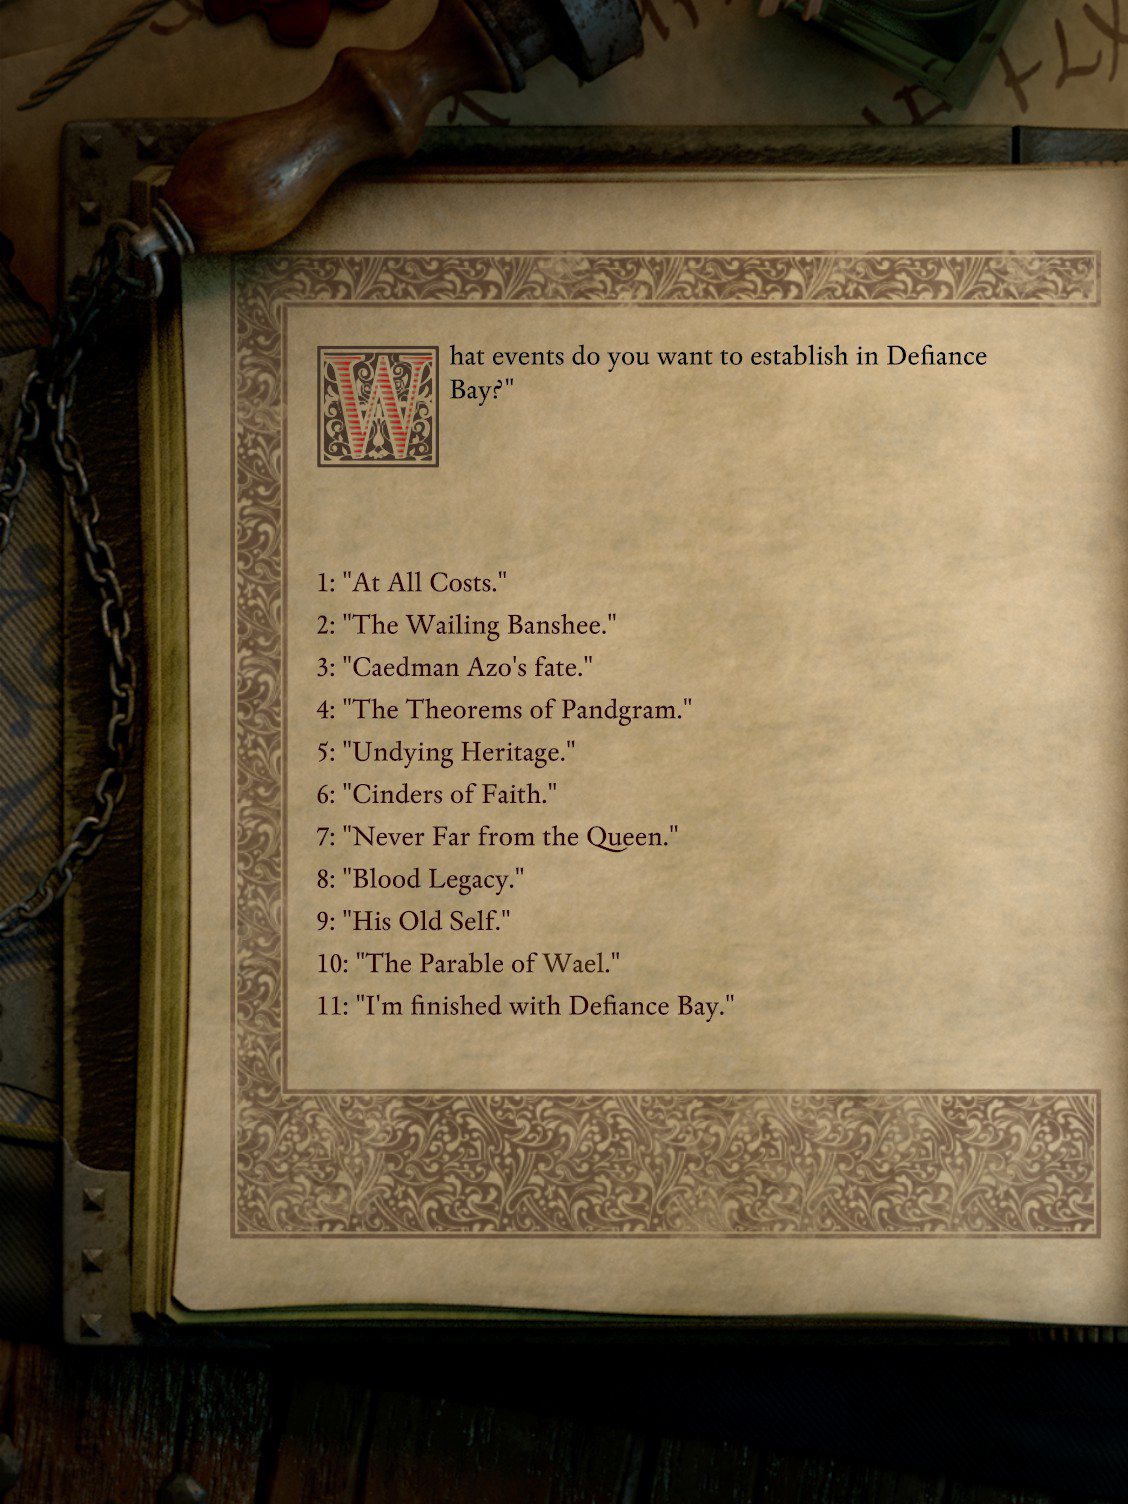 What events do you want to establish in Defiance
Bay?"
1: "At All Costs."
2: "The Wailing Banshee."
3: "Caedman Azo's fate."
4: "The Theorems of Pandgram."
5: "Undying Heritage."
6: "Cinders of Faith."
7: "Never Far from the Queen."
8: "Blood Legacy."
9: "His Old Self."
10: "The Parable of Wael."
11: "I'm finished with Defiance Bay."